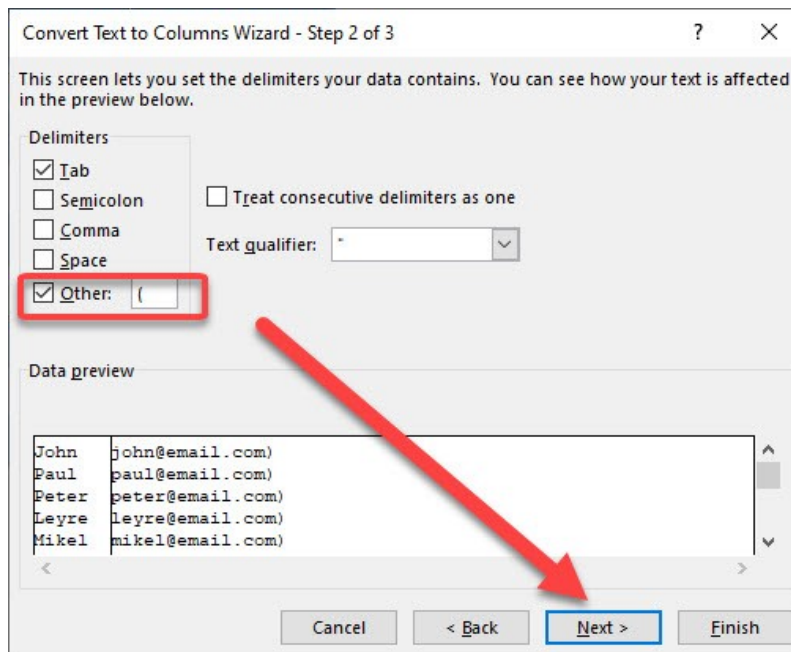 Convert Text to Columns Wizard - Step 2 of 3 ?
This screen lets you set the delimiters your data contains. You can see how your text is affected
in the preview below.
Delimiters
Tab
Semicolon
Comma
Space
Other: (
Treat consecutive delimiters as one
Text qualifier: "
Data preview
John john@email.com)
Paul paul@email.com)
Peter peter@email.com)
Leyre leyre@email.com)
Mikel mikel@email.com)
Cancel < Back Next > Finish